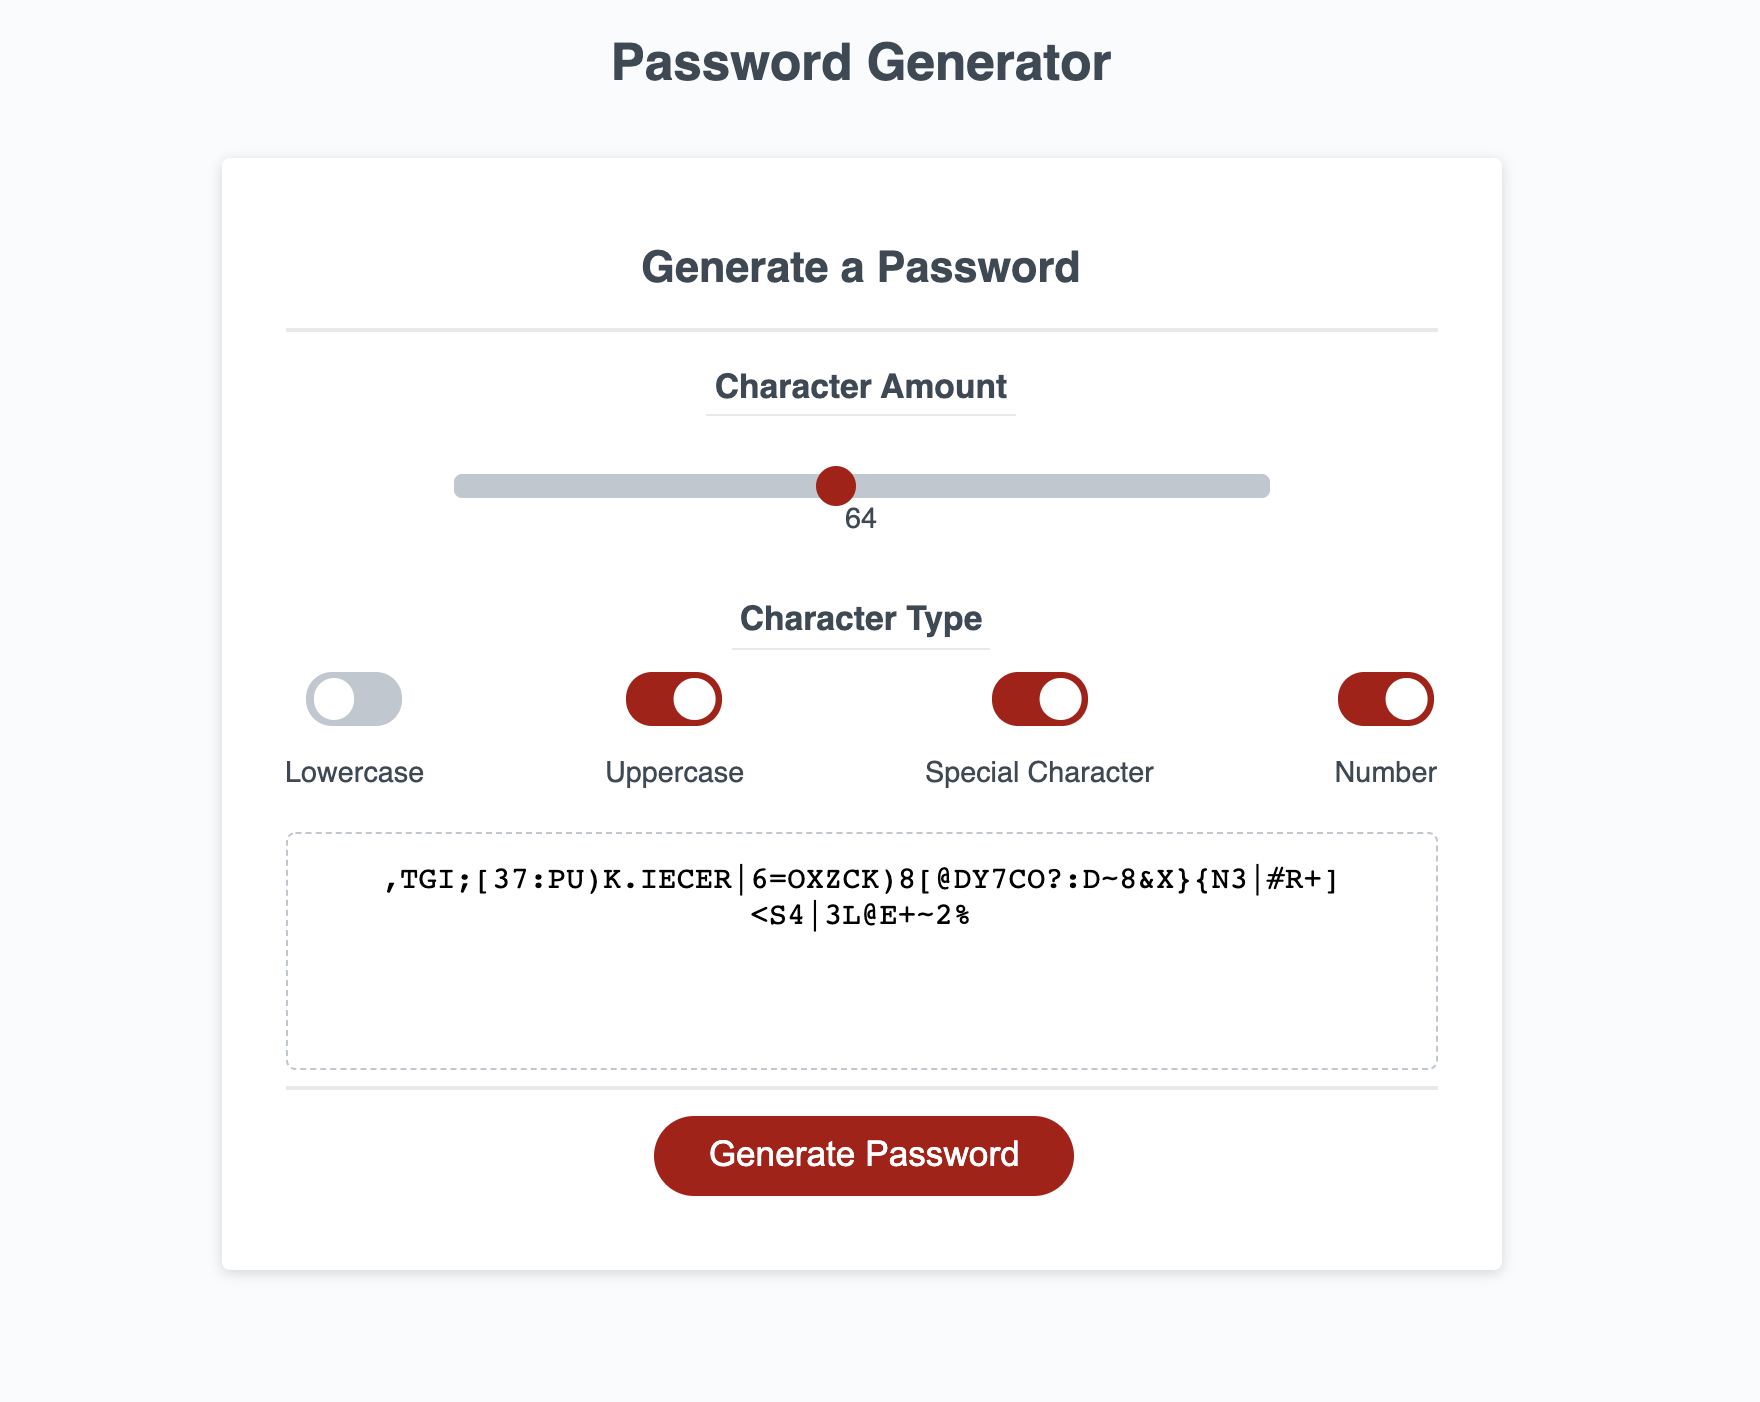 Password Generator
Generate a Password
Character Amount
64
Character Type
Lowercase
Uppercase
Special Character
Number
,TGI;[37:PU)K.IECER|6=OXZCK)8[@DY7CO?:D~8&X}{N3|#R+]
<S4|3L@E+~2%
Generate Password